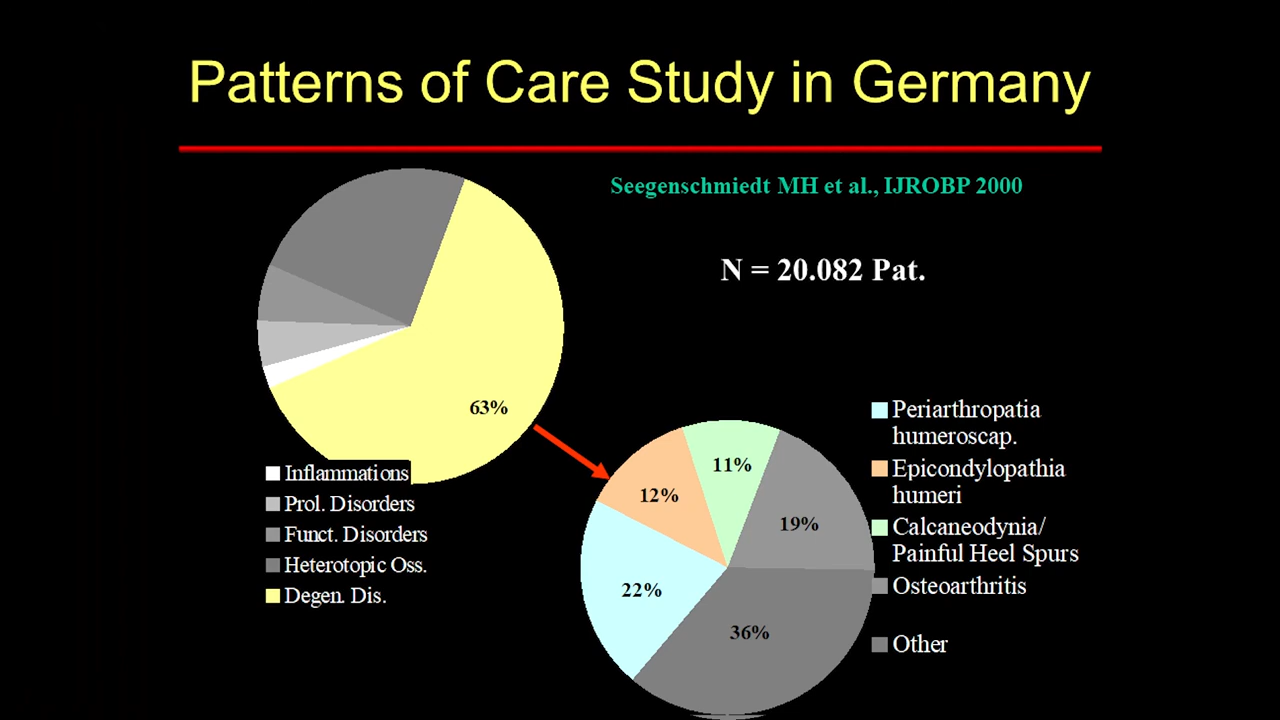 Patterns of Care Study in Germany
Seegenschmiedt MH et al., IJROBP 2000
N = 20.082 Pat.
63%
Inflammations
Prol. Disorders
Funct. Disorders
Heterotopic Oss.
Degen. Dis.
11%
12%
19%
22%
36%
Periarthropatia
humeroscap.
Epicondylopathia
humeri
Calcaneodynia/
Painful Heel Spurs
Osteoarthritis
Other